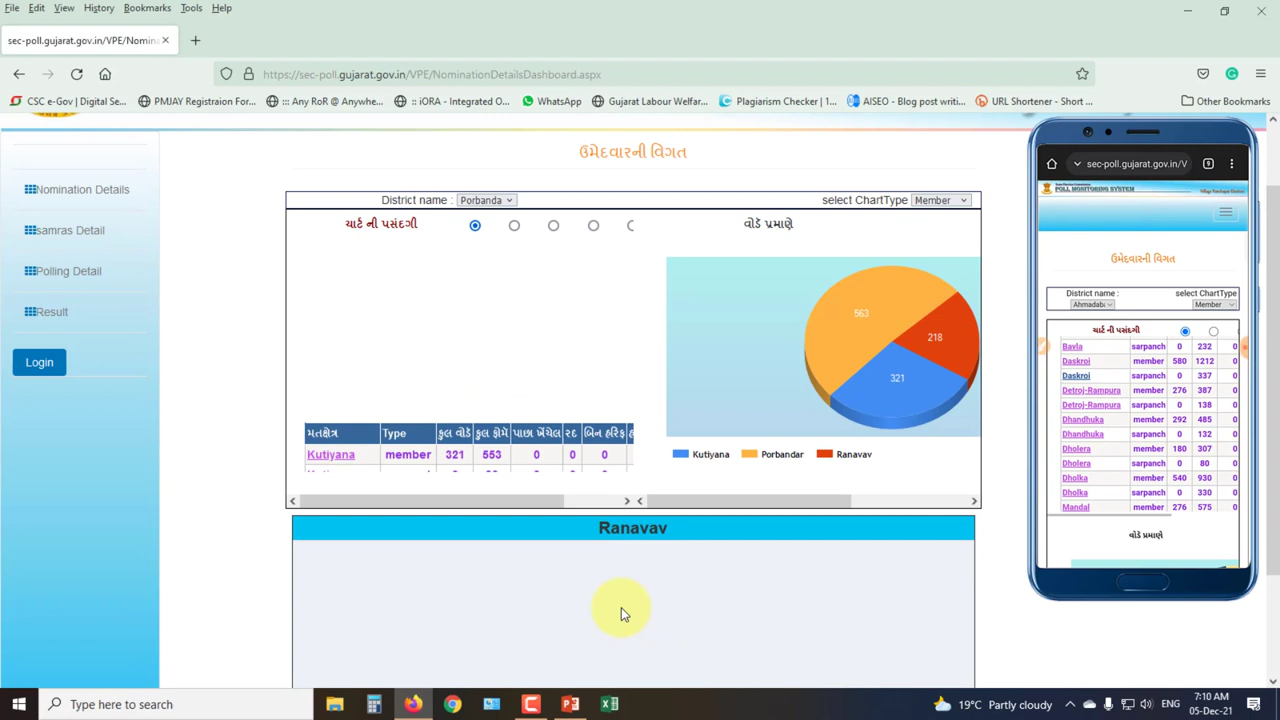 File Edit View History Bookmarks Tools Help
sec-poll.gujarat.gov.in/VPE/Nomina
https://sec-poll.gujarat.gov.in/VPE/NominationDetailsDashboard.aspx
CSC e-Gov | Digital Se... PMJAY Registraion For... ::: Any RoR @ Anywhe... :: iORA - Integrated O... WhatsApp Gujarat Labour Welfar... Plagiarism Checker | 1... AISEO - Blog post writi... URL Shortener - Short ... Other Bookmarks
ઉમેદવારની વિગત
Nomination Details
samras Detail
Polling Detail
Result
Login
District name : Porbanda select ChartType Member
ચાર્ટ ની પસંદગી વોર્ડ પ્રમાણે
563
218
321
Kutiyana Porbandar Ranavav
મતક્ષેત્ર Type કુલ વોર્ડ કુલ ફોર્મ પાછા ખેંચેલ રદ બિન હરિફ
Kutiyana member 321 553 0 0 0
Ranavav
sec-poll.gujarat.gov.in/V 9
POLL MONITORING SYSTEM
ઉમેદવારની વિગત
District name : select ChartType
Ahmadaba Member
ચાર્ટ ની પસંદગી
Bavla sarpanch 0 232 0
Daskroi member 580 1212 0
Daskroi sarpanch 0 337 0
Detroj-Rampura member 276 387 0
Detroj-Rampura sarpanch 0 138 0
Dhandhuka member 292 485 0
Dhandhuka sarpanch 0 132 0
Dholera member 180 307 0
Dholera sarpanch 0 80 0
Dholka member 540 930 0
Dholka sarpanch 0 330 0
Mandal member 276 575 0
વોર્ડ પ્રમાણે
Type here to search
19°C Partly cloudy
ENG
7:10 AM
05-Dec-21